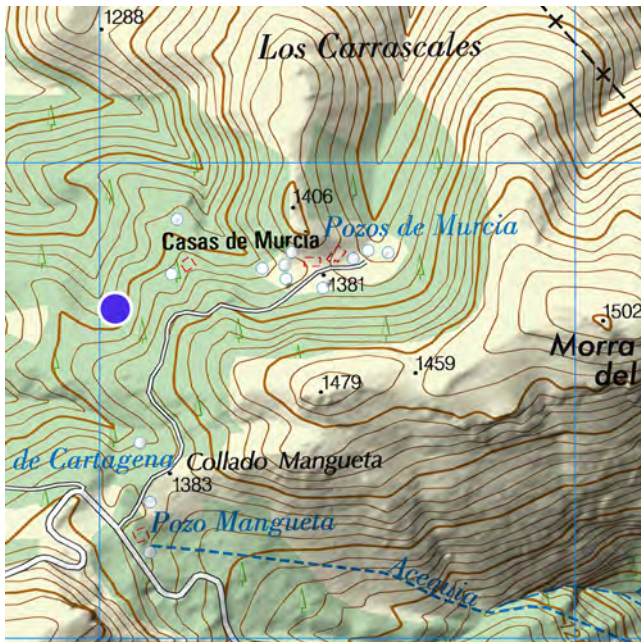 1288
Los Carrascales
1406
Pozos de Murcia
Casas de Murcia
1381
1502
Morra
del
1459
1479
de Cartagena
Collado Mangueta
1383
Pozo Mangueta
Acequia